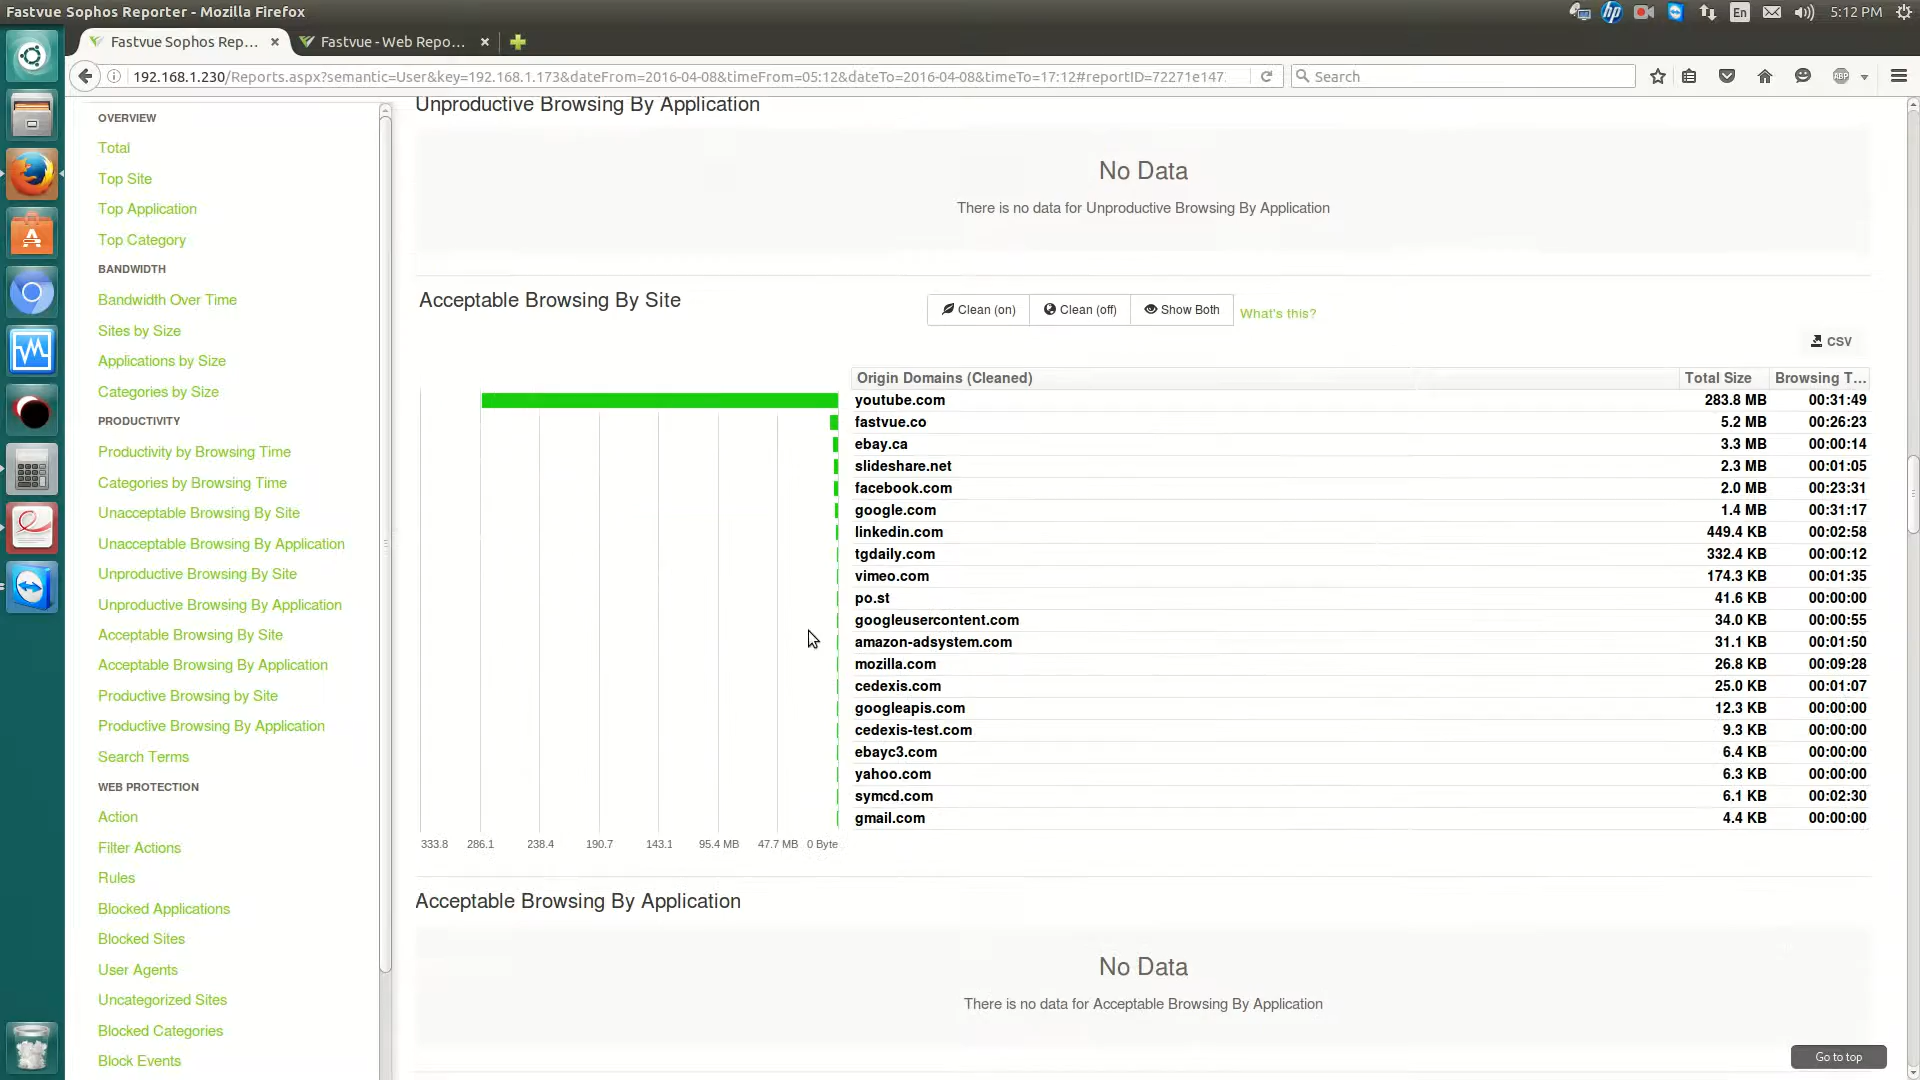 Fastvue Sophos Reporter - Mozilla Firefox
En
5:12 PM
Fastvue Sophos Rep...
Fastvue - Web Repo...
192.168.1.230/Reports.aspx?semantic=User&key=192.168.1.173&dateFrom=2016-04-08&timeFrom=05:12&dateTo=2016-04-08&timeTo=17:12#reportID=72271e147
Search
ABP
OVERVIEW
Total
Top Site
Top Application
Top Category
BANDWIDTH
Bandwidth Over Time
Sites by Size
Applications by Size
Categories by Size
PRODUCTIVITY
Productivity by Browsing Time
Categories by Browsing Time
Unacceptable Browsing By Site
Unacceptable Browsing By Application
Unproductive Browsing By Site
Unproductive Browsing By Application
Acceptable Browsing By Site
Acceptable Browsing By Application
Productive Browsing by Site
Productive Browsing By Application
Search Terms
WEB PROTECTION
Action
Filter Actions
Rules
Blocked Applications
Blocked Sites
User Agents
Uncategorized Sites
Blocked Categories
Block Events
Unproductive Browsing By Application
No Data
There is no data for Unproductive Browsing By Application
Acceptable Browsing By Site
Clean (on) Clean (off) Show Both What's this?
CSV
Origin Domains (Cleaned) Total Size Browsing T...
youtube.com 283.8 MB 00:31:49
fastvue.co 5.2 MB 00:26:23
ebay.ca 3.3 MB 00:00:14
slideshare.net 2.3 MB 00:01:05
facebook.com 2.0 MB 00:23:31
google.com 1.4 MB 00:31:17
linkedin.com 449.4 KB 00:02:58
tgdaily.com 332.4 KB 00:00:12
vimeo.com 174.3 KB 00:01:35
po.st 41.6 KB 00:00:00
googleusercontent.com 34.0 KB 00:00:55
amazon-adsystem.com 31.1 KB 00:01:50
mozilla.com 26.8 KB 00:09:28
cedexis.com 25.0 KB 00:01:07
googleapis.com 12.3 KB 00:00:00
cedexis-test.com 9.3 KB 00:00:00
ebayc3.com 6.4 KB 00:00:00
yahoo.com 6.3 KB 00:00:00
symcd.com 6.1 KB 00:02:30
gmail.com 4.4 KB 00:00:00
333.8 286.1 238.4 190.7 143.1 95.4 MB 47.7 MB 0 Byte
Acceptable Browsing By Application
No Data
There is no data for Acceptable Browsing By Application
Go to top